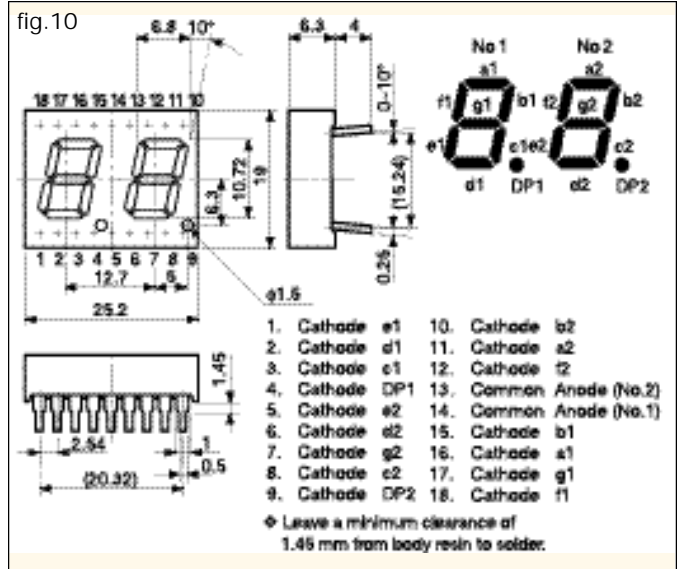 fig.10
6.8 10°
6.3 4
No 1 No 2
a1 a2
18 17 16 15 14 13 12 11 10
0-10°
f1 g1 b1 f2 g2 b2
e1 c1 e2 c2
d1 DP1 d2 DP2
6.3 10.72 19
(15.24)
0.25
1 2 3 4 5 6 7 8 9
12.7 5
25.2
ø1.5
1. Cathode e1 10. Cathode b2
2. Cathode d1 11. Cathode a2
3. Cathode c1 12. Cathode f2
4. Cathode DP1 13. Common Anode (No.2)
5. Cathode e2 14. Common Anode (No.1)
6. Cathode d2 15. Cathode b1
7. Cathode g2 16. Cathode a1
8. Cathode c2 17. Cathode g1
9. Cathode DP2 18. Cathode f1
1.45
2.54 1
0.5
(20.32)
❖ Leave a minimum clearance of
1.45 mm from body resin to solder.